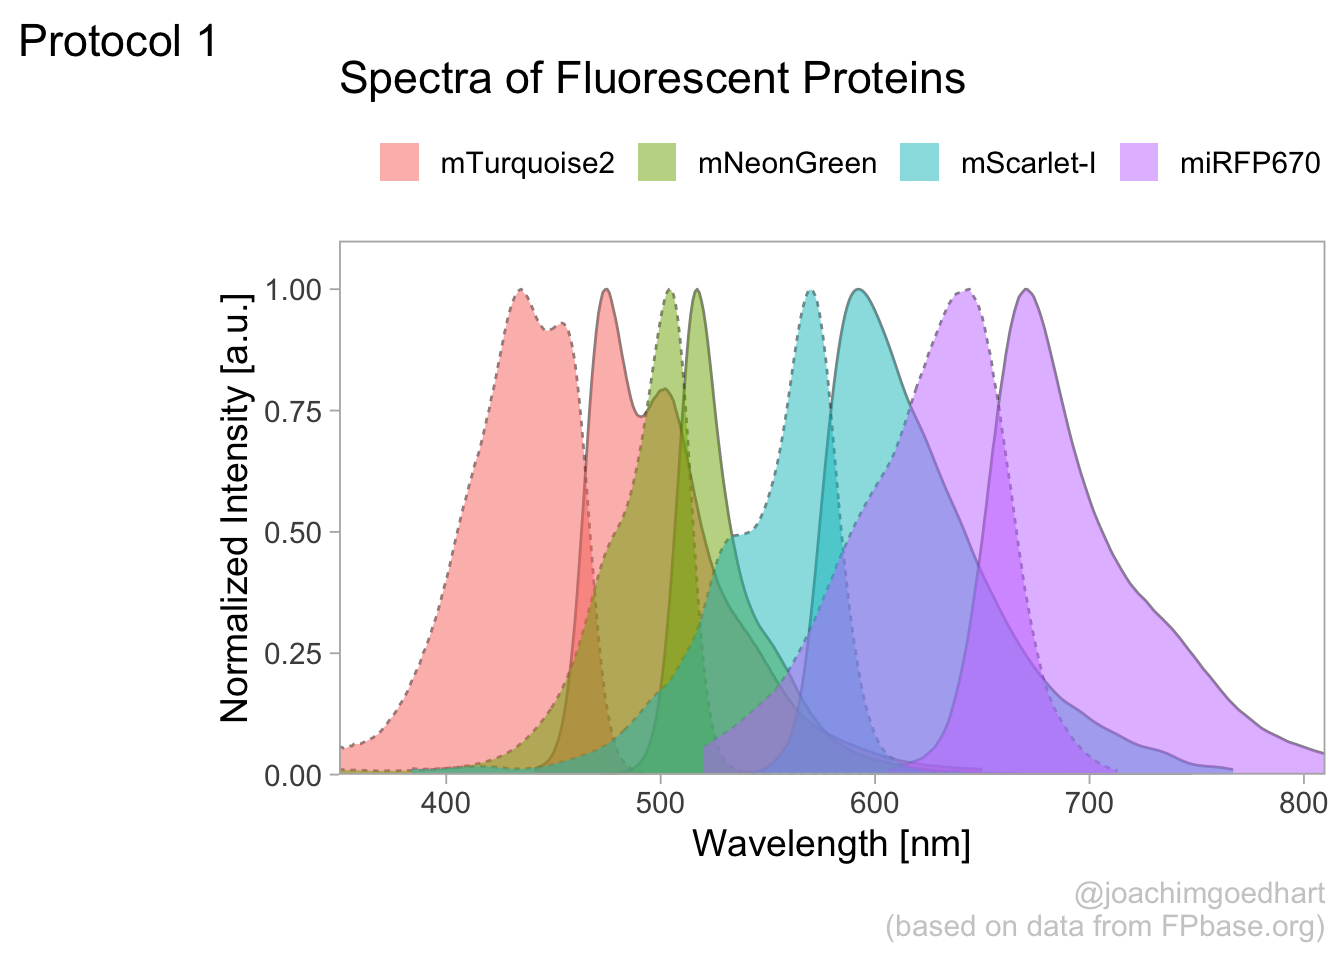 Protocol 1
Spectra of Fluorescent Proteins
mTurquoise2 mNeonGreen mScarlet-I miRFP670
Normalized Intensity [a.u.]
1.00
0.75
0.50
0.25
0.00
400 500 600 700 800
Wavelength [nm]
@joachimgoedhart
(based on data from FPbase.org)